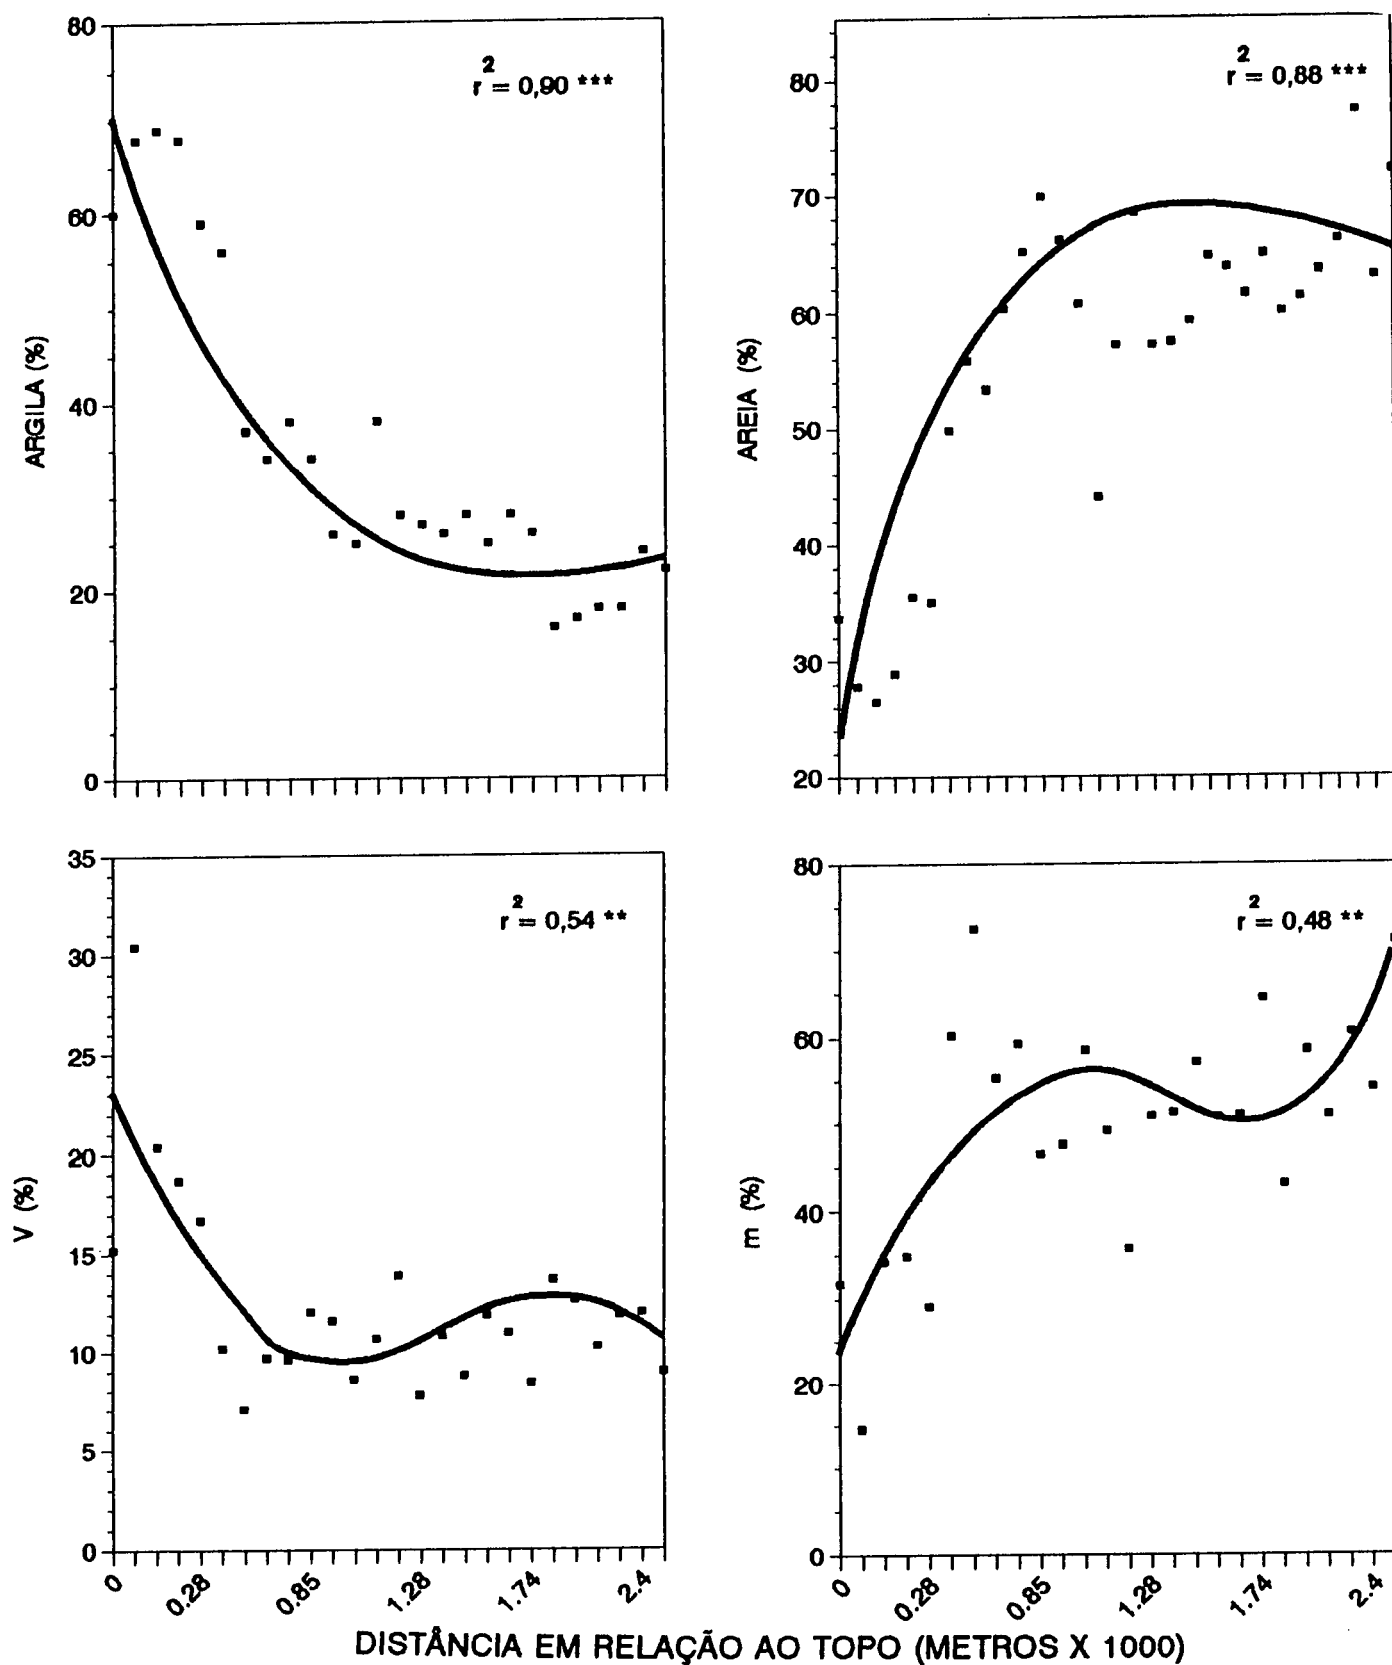 80
60
40
20
0
ARGILA (%)
r² = 0,90 ***
80
70
60
50
40
30
20
AREIA (%)
r² = 0,88 ***
35
30
25
20
15
10
5
0
V (%)
r² = 0,54 **
0 0.28 0.85 1.28 1.74 2.4
80
60
40
20
0
m (%)
r² = 0,48 **
0 0.28 0.85 1.28 1.74 2.4
DISTÂNCIA EM RELAÇÃO AO TOPO (METROS X 1000)